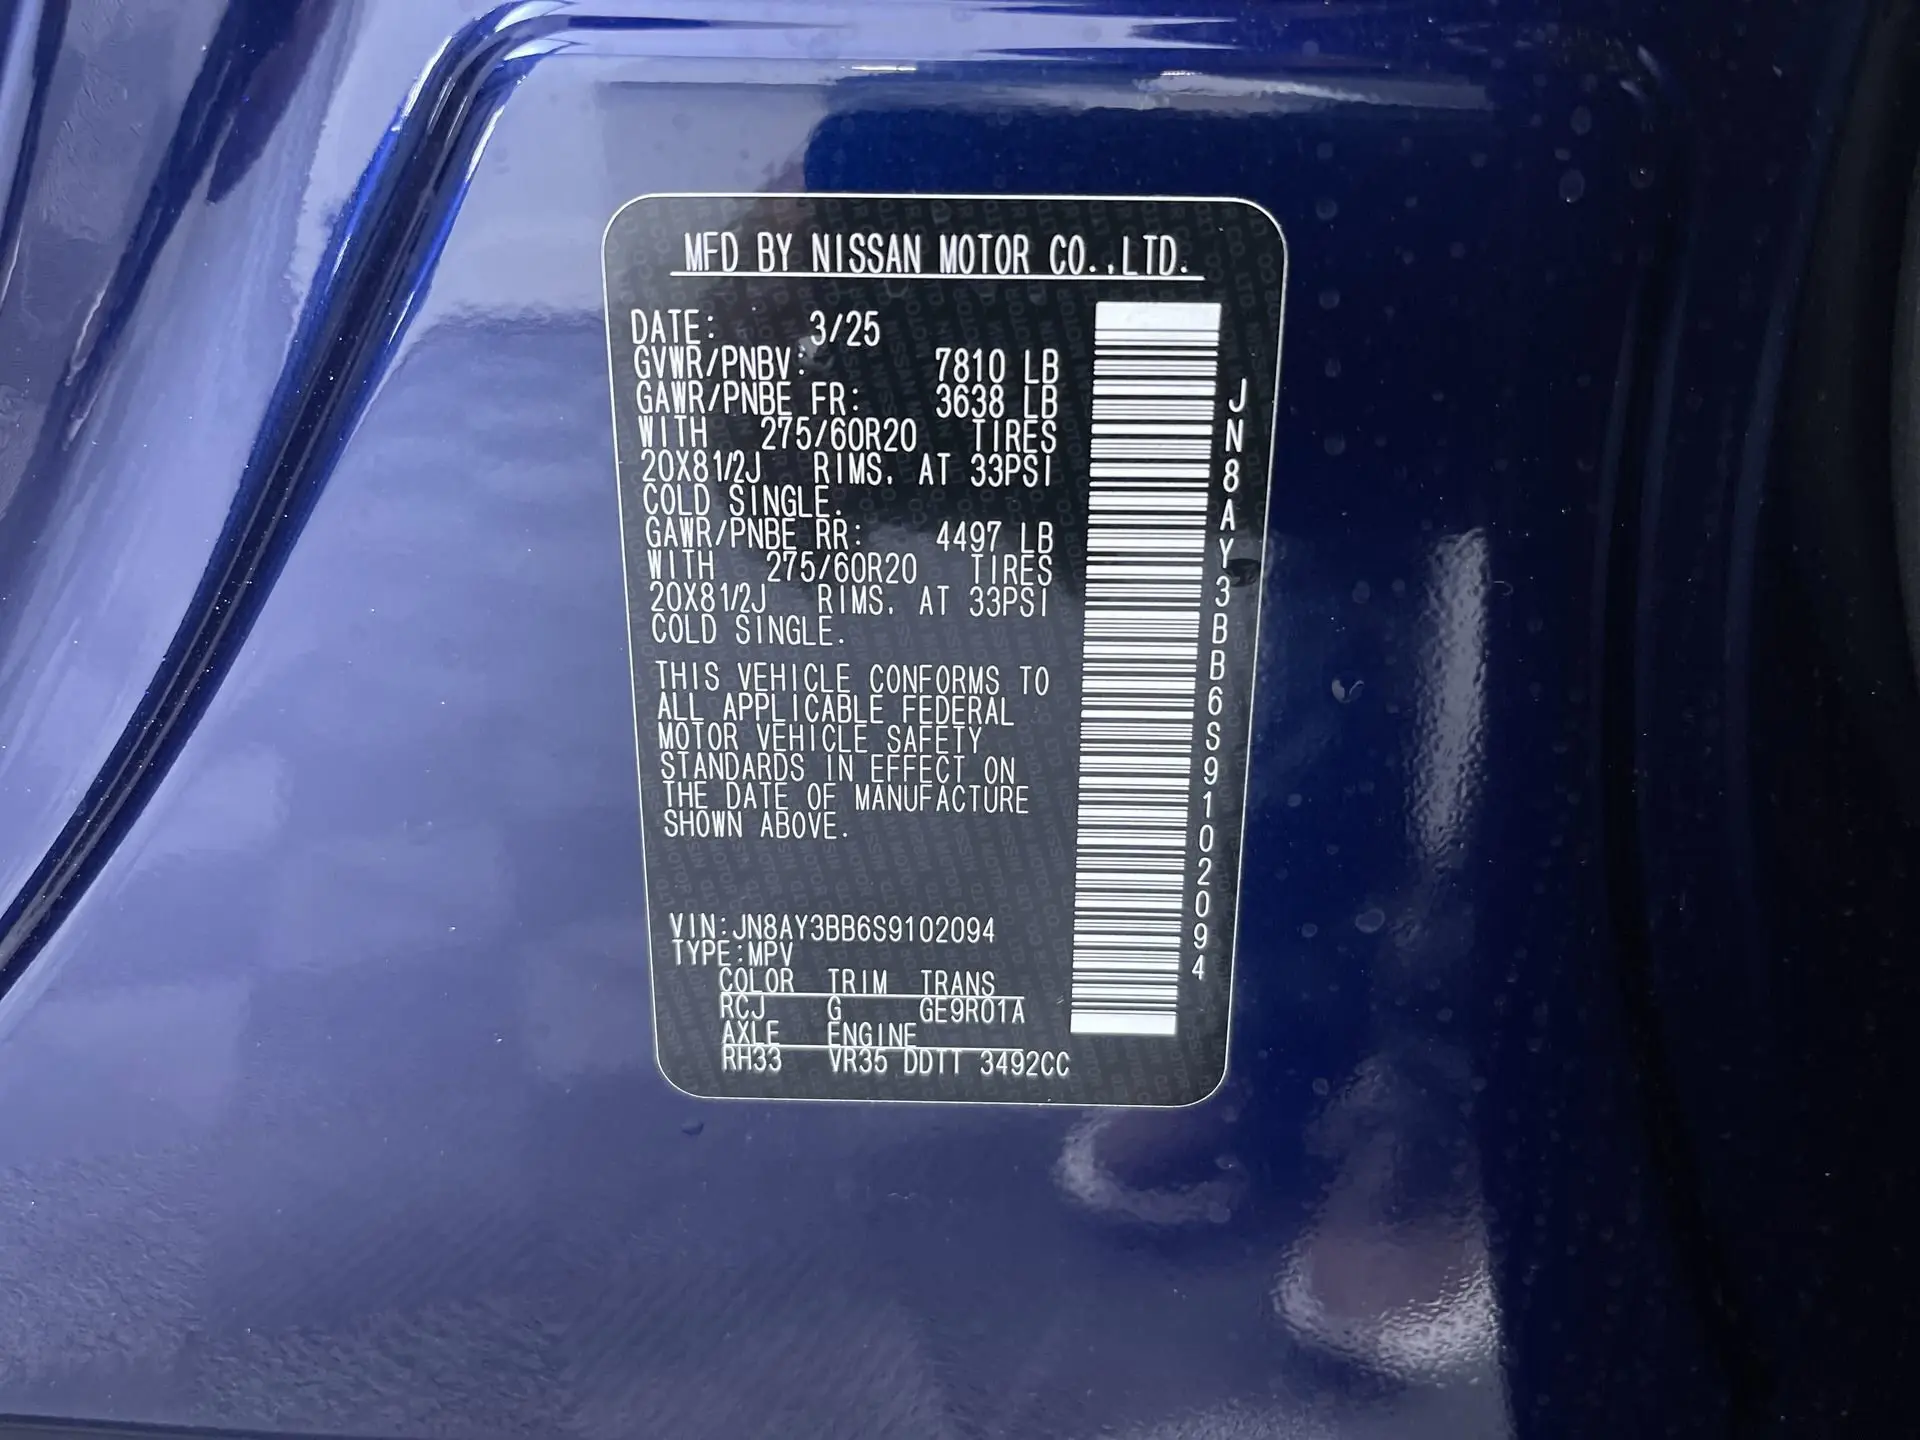 MFD BY NISSAN MOTOR CO.,LTD.
DATE: 3/25
GVWR/PNBV: 7810 LB
GAWR/PNBE FR: 3638 LB
WITH 275/60R20 TIRES
20X81/2J RIMS, AT 33PSI
COLD SINGLE.
GAWR/PNBE RR: 4497 LB
WITH 275/60R20 TIRES
20X81/2J RIMS, AT 33PSI
COLD SINGLE.
THIS VEHICLE CONFORMS TO
ALL APPLICABLE FEDERAL
MOTOR VEHICLE SAFETY
STANDARDS IN EFFECT ON
THE DATE OF MANUFACTURE
SHOWN ABOVE.
VIN:JN8AY3BB6S9102094
TYPE:MPV
COLOR TRIM TRANS
RCJ G GE9R01A
AXLE ENGINE
RH33 VR35 DDTT 3492CC
JN8AY3BB6S9102094